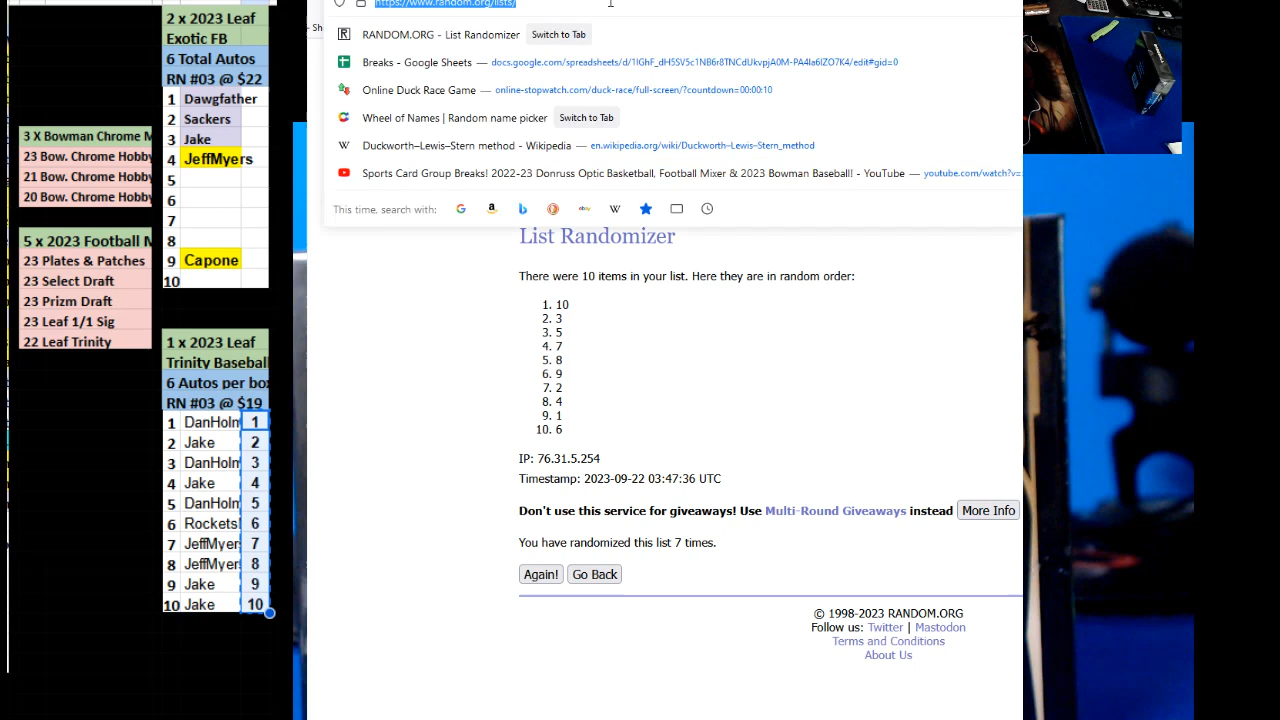 2 x 2023 Leaf
Exotic FB
6 Total Autos
RN #03 @ $22
1 Dawgfather
2 Sackers
3 Jake
4 JeffMyers
5
6
7
8
9 Capone
10
3 X Bowman Chrome M
23 Bow. Chrome Hobby
21 Bow. Chrome Hobby
20 Bow. Chrome Hobby
5 x 2023 Football M
23 Plates & Patches
23 Select Draft
23 Prizm Draft
23 Leaf 1/1 Sig
22 Leaf Trinity
1 x 2023 Leaf
Trinity Baseball
6 Autos per box
RN #03 @ $19
1 DanHolm 1
2 Jake 2
3 DanHolm 3
4 Jake 4
5 DanHolm 5
6 Rockets 6
7 JeffMyer 7
8 JeffMyer 8
9 Jake 9
10 Jake 10
https://www.random.org/lists/
RANDOM.ORG - List Randomizer Switch to Tab
Breaks - Google Sheets — docs.google.com/spreadsheets/d/1IGhF_dH5SV5c1NB6r8TNCdUkvpjA0M-PA4Ia6lZO7K4/edit#gid=0
Online Duck Race Game — online-stopwatch.com/duck-race/full-screen/?countdown=00:00:10
Wheel of Names | Random name picker Switch to Tab
Duckworth–Lewis–Stern method - Wikipedia — en.wikipedia.org/wiki/Duckworth–Lewis–Stern_method
Sports Card Group Breaks! 2022-23 Donruss Optic Basketball, Football Mixer & 2023 Bowman Baseball! - YouTube — youtube.com/watch?v=
This time, search with:
List Randomizer
There were 10 items in your list. Here they are in random order:
1. 10
2. 3
3. 5
4. 7
5. 8
6. 9
7. 2
8. 4
9. 1
10. 6
IP: 76.31.5.254
Timestamp: 2023-09-22 03:47:36 UTC
Don't use this service for giveaways! Use Multi-Round Giveaways instead More Info
You have randomized this list 7 times.
Again! Go Back
© 1998-2023 RANDOM.ORG
Follow us: Twitter | Mastodon
Terms and Conditions
About Us